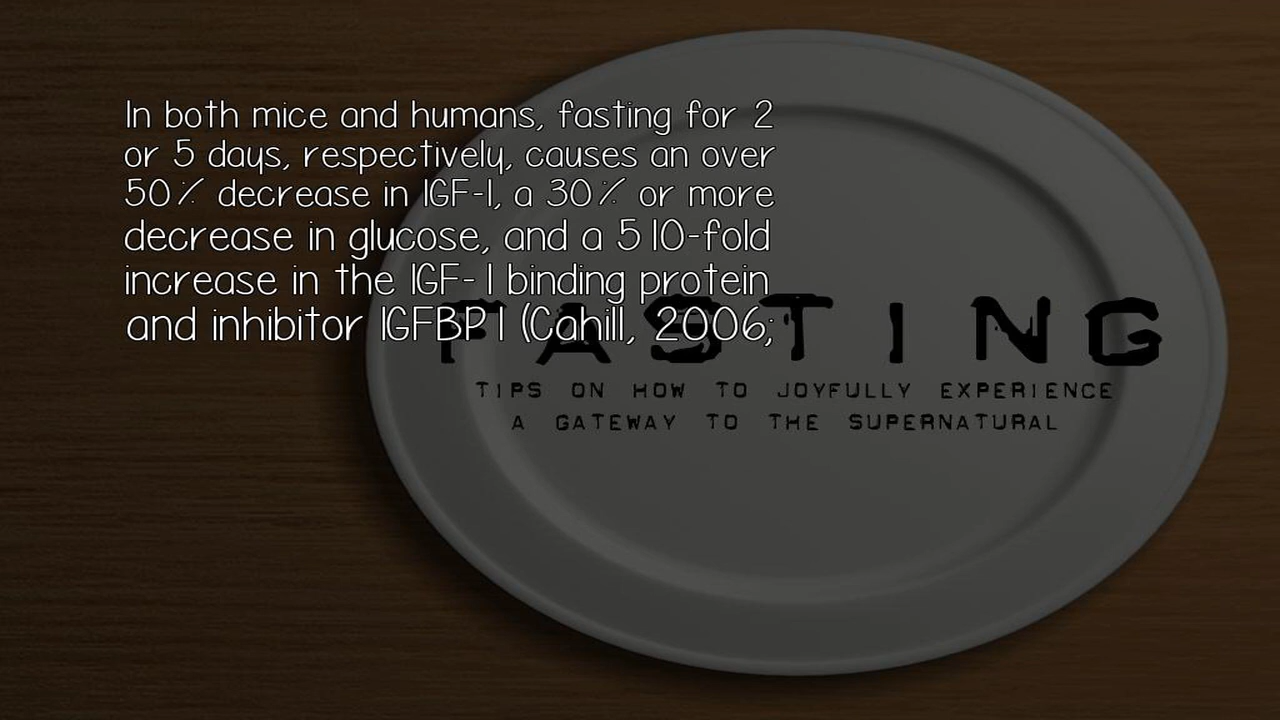 In both mice and humans, fasting for 2
or 5 days, respectively, causes an over
50% decrease in IGF-I, a 30% or more
decrease in glucose, and a 5 10-fold
increase in the IGF- 1 binding protein
and inhibitor IGFBP 1 (Cahill, 2006;
FASTING
TIPS ON HOW TO JOYFULLY EXPERIENCE
A GATEWAY TO THE SUPERNATURAL